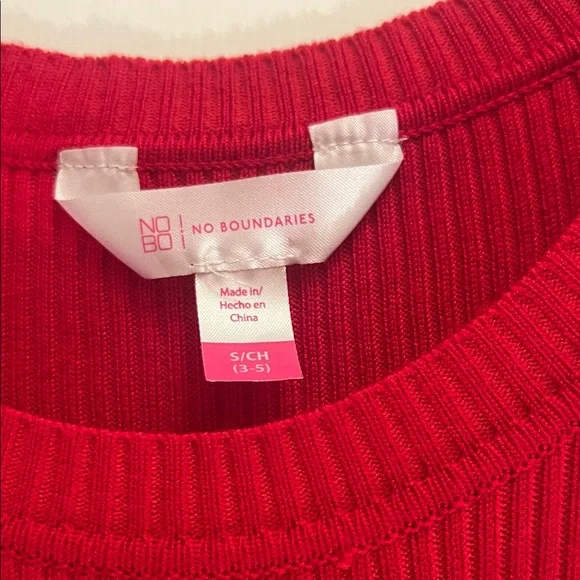 NO
BO
NO BOUNDARIES
Made in/
Hecho en
China
S/CH
(3-5)